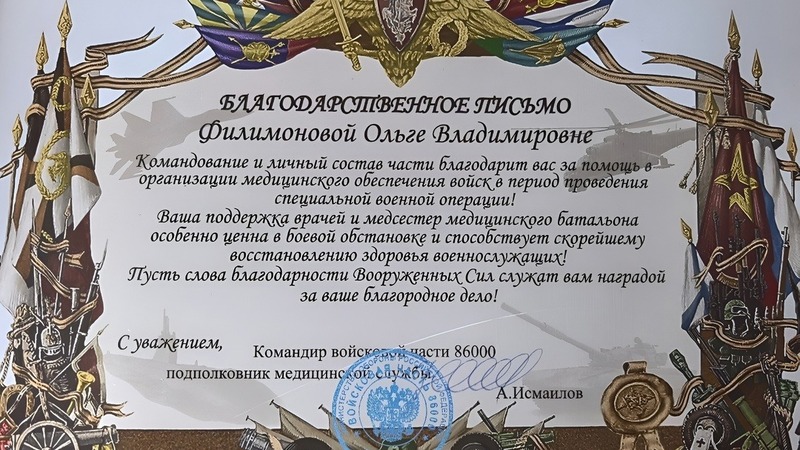 БЛАГОДАРСТВЕННОЕ ПИСЬМО
Филимоновой Ольге Владимировне
Командование и личный состав части благодарит вас за помощь в
организации медицинского обеспечения войск в период проведения
специальной военной операции!
Ваша поддержка врачей и медсестер медицинского батальона
особенно ценна в боевой обстановке и способствует скорейшему
восстановлению здоровья военнослужащих!
Пусть слова благодарности Вооруженных Сил служат вам наградой
за ваше благородное дело!
С уважением,
Командир войсковой части 86000
подполковник медицинской службы
А.Исмаилов